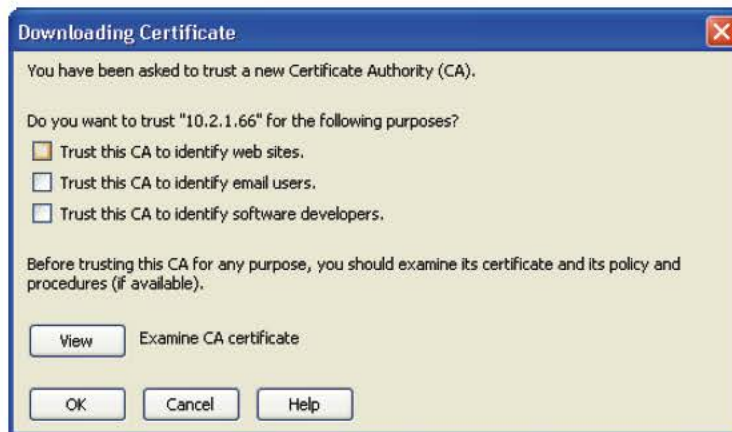 Downloading Certificate
You have been asked to trust a new Certificate Authority (CA).
Do you want to trust "10.2.1.66" for the following purposes?
Trust this CA to identify web sites.
Trust this CA to identify email users.
Trust this CA to identify software developers.
Before trusting this CA for any purpose, you should examine its certificate and its policy and
procedures (if available).
View Examine CA certificate
OK Cancel Help